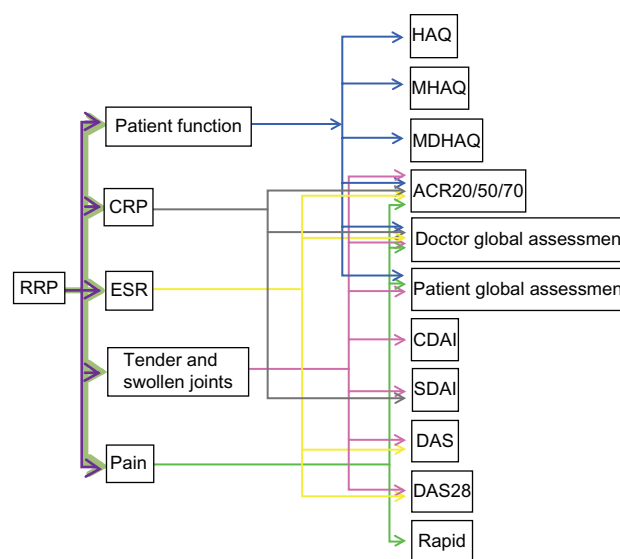 HAQ
MHAQ
Patient function
MDHAQ
ACR20/50/70
CRP
Doctor global assessmen
RRP
ESR
Patient global assessmen
CDAI
Tender and
swollen joints
SDAI
DAS
Pain
DAS28
Rapid